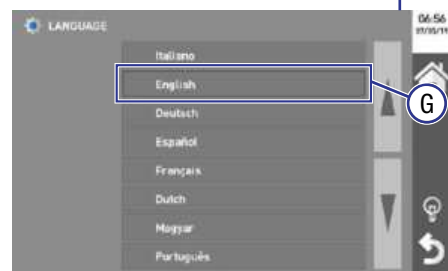 LANGUAGE
06:56
Italiano
English
G
Deutsch
Español
Français
Dutch
Magyar
Português